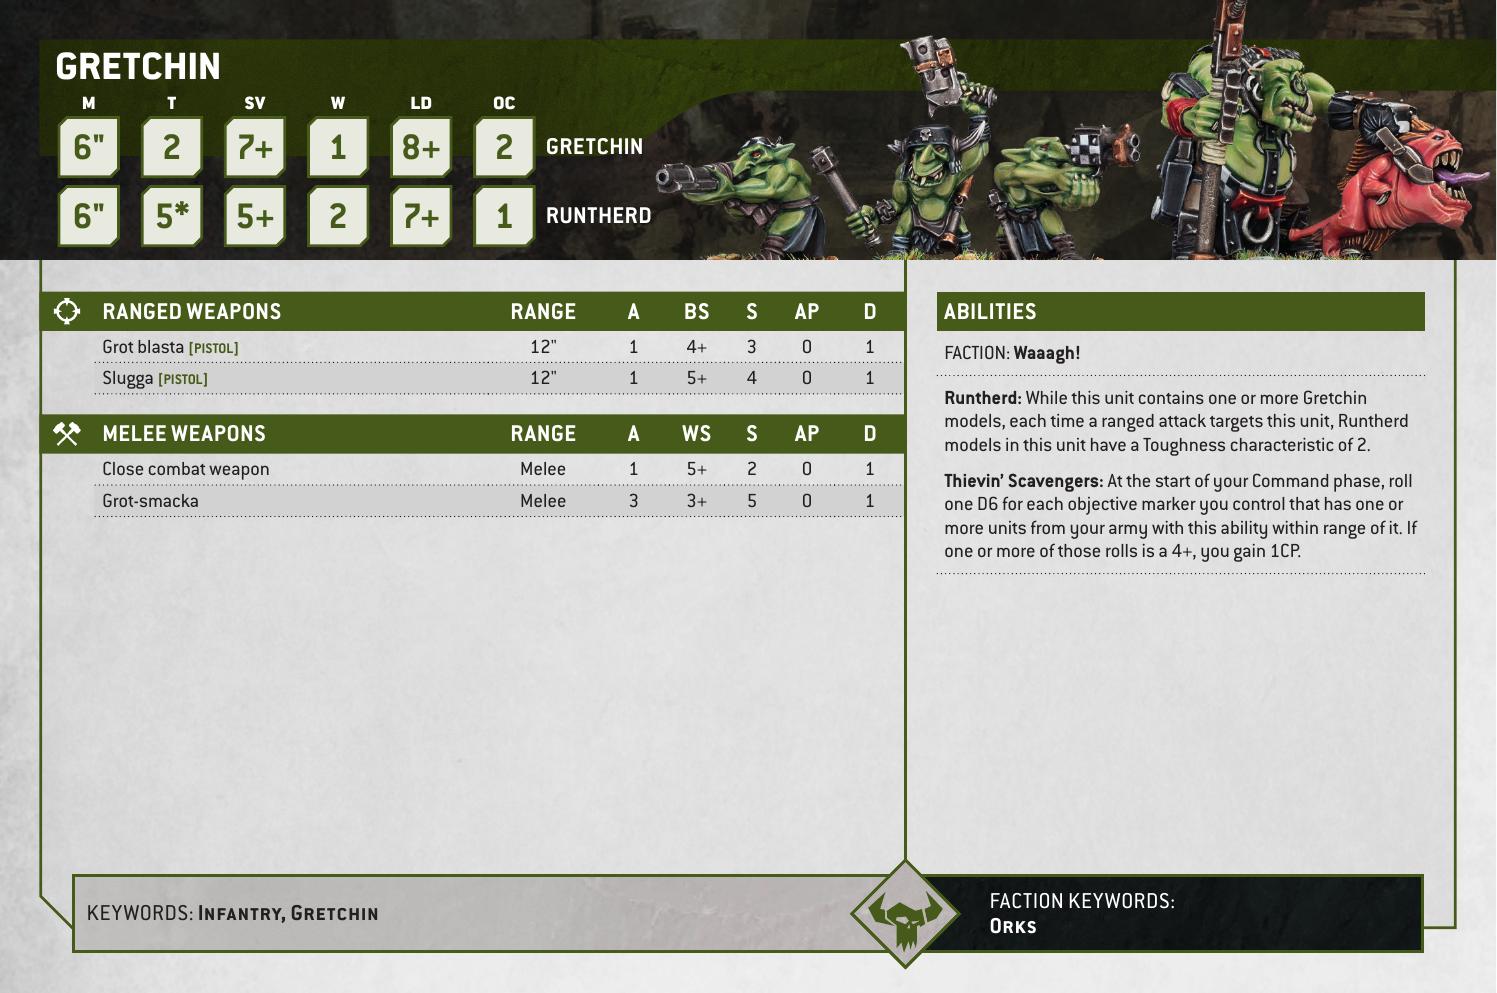 GRETCHIN
M T SV W LD OC
6" 2 7+ 1 8+ 2 GRETCHIN
6" 5* 5+ 2 7+ 1 RUNTHERD
RANGED WEAPONS RANGE A BS S AP D
Grot blasta [PISTOL] 12" 1 4+ 3 0 1
Slugga [PISTOL] 12" 1 5+ 4 0 1
MELEE WEAPONS RANGE A WS S AP D
Close combat weapon Melee 1 5+ 2 0 1
Grot-smacka Melee 3 3+ 5 0 1
ABILITIES
FACTION: Waaagh!
Runtherd: While this unit contains one or more Gretchin
models, each time a ranged attack targets this unit, Runtherd
models in this unit have a Toughness characteristic of 2.
Thievin’ Scavengers: At the start of your Command phase, roll
one D6 for each objective marker you control that has one or
more units from your army with this ability within range of it. If
one or more of those rolls is a 4+, you gain 1CP.
KEYWORDS: INFANTRY, GRETCHIN
FACTION KEYWORDS:
ORKS